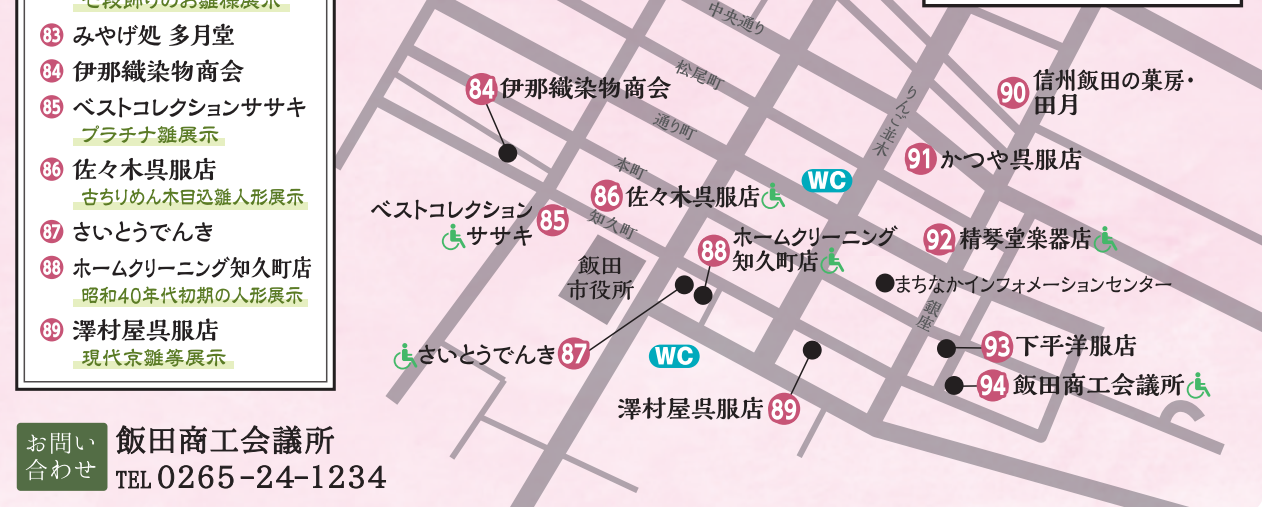 七段飾りのお雛様展示
83 みやげ処 多月堂
84 伊那織染物商会
85 ベストコレクションササキ
プラチナ雛展示
86 佐々木呉服店
古ちりめん木目込雛人形展示
87 さいとうでんき
88 ホームクリーニング知久町店
昭和40年代初期の人形展示
89 澤村屋呉服店
現代京雛等展示
お問い
合わせ
飯田商工会議所
TEL 0265-24-1234
中央通り
松尾町
通り町
本町
知久町
りんご並木
銀座
84 伊那織染物商会
ベストコレクション
ササキ
85
86 佐々木呉服店
WC
飯田
市役所
88 ホームクリーニング
知久町店
さいとうでんき 87
WC
澤村屋呉服店 89
90 信州飯田の菓房・
田月
91 かつや呉服店
92 精琴堂楽器店
まちなかインフォメーションセンター
93 下平洋服店
94 飯田商工会議所